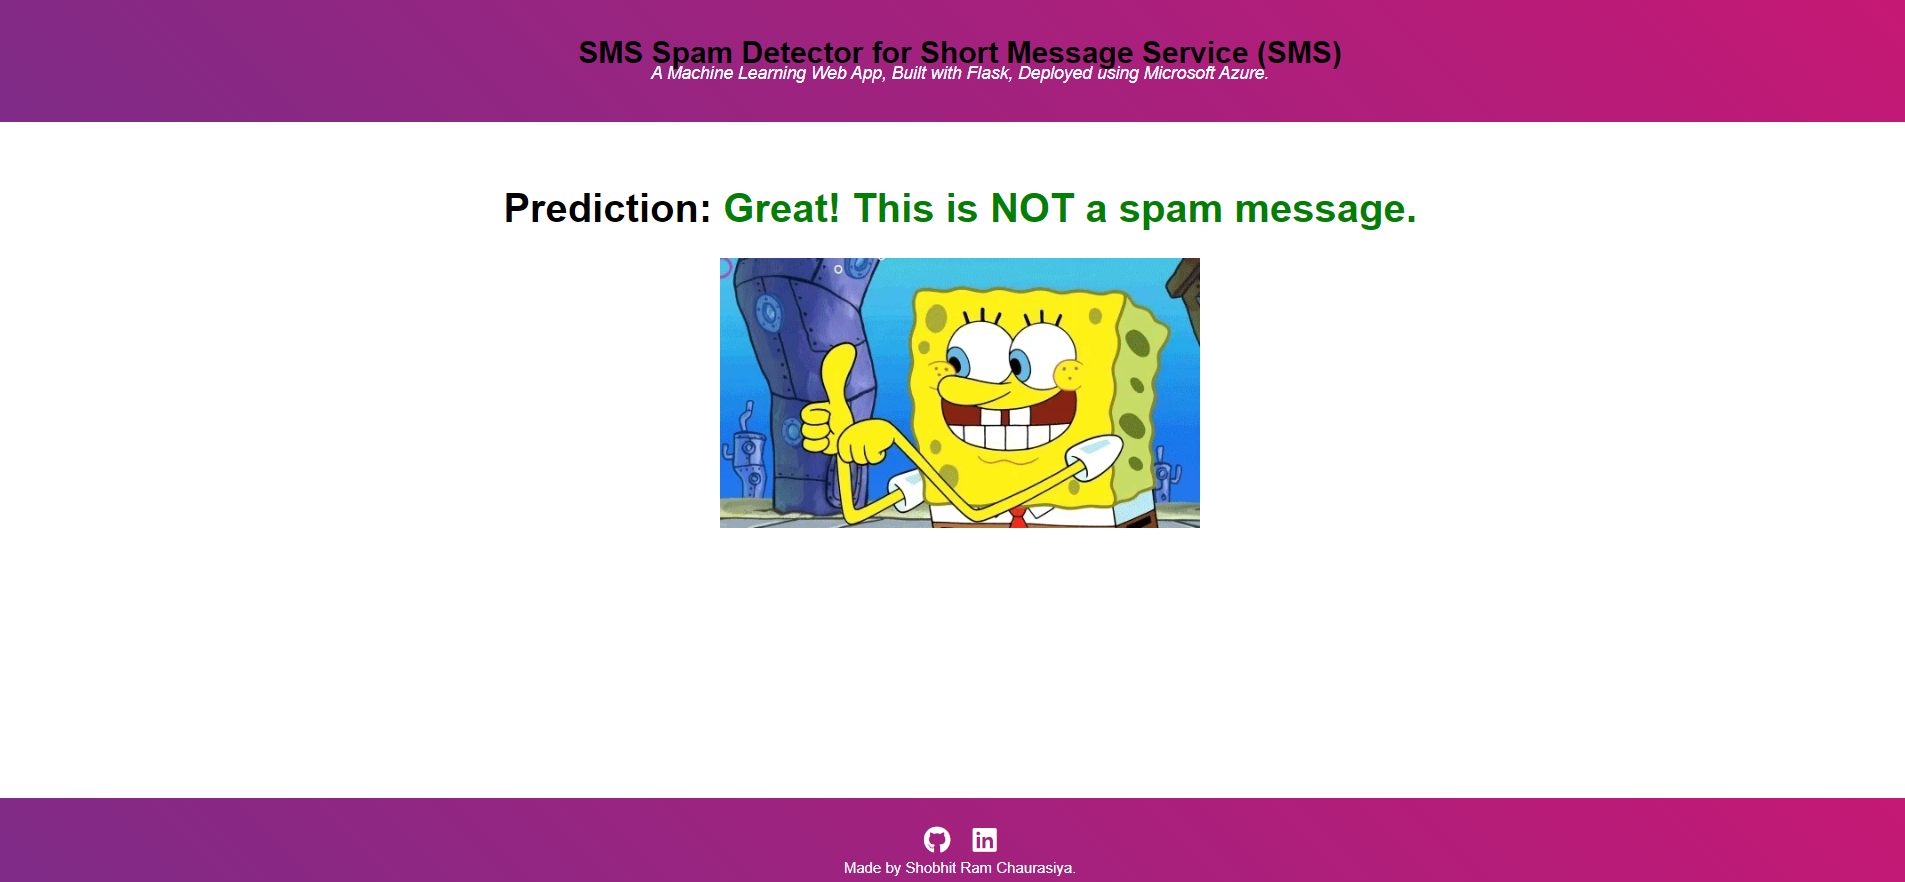 SMS Spam Detector for Short Message Service (SMS)
A Machine Learning Web App, Built with Flask, Deployed using Microsoft Azure.
Prediction: Great! This is NOT a spam message.
in
Made by Shobhit Ram Chaurasiya.